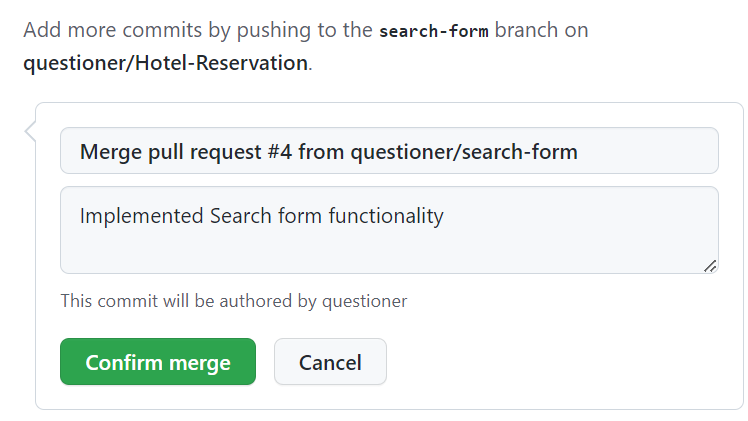 Add more commits by pushing to the search-form branch on
questioner/Hotel-Reservation.
Merge pull request #4 from questioner/search-form
Implemented Search form functionality
This commit will be authored by questioner
Confirm merge Cancel